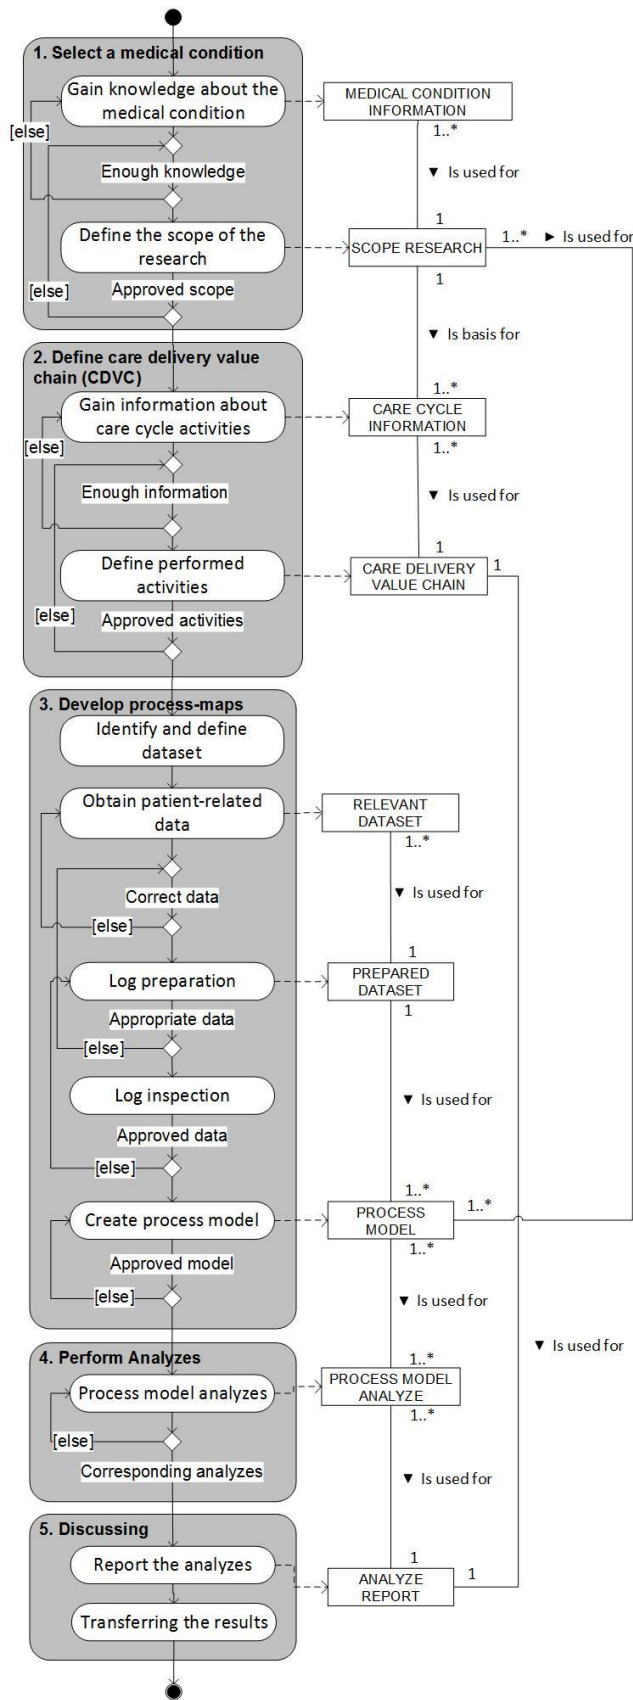 1. Select a medical condition
Gain knowledge about the
medical condition
MEDICAL CONDITION
INFORMATION
[else]
1..*
Enough knowledge
▼ Is used for
1
Define the scope of the
research
SCOPE RESEARCH
1..* ► Is used for
[else]
Approved scope
1
▼ Is basis for
2. Define care delivery value
chain (CDVC)
1..*
Gain information about
care cycle activities
CARE CYCLE
INFORMATION
[else]
1..*
Enough information
▼ Is used for
1
Define performed
activities
CARE DELIVERY
VALUE CHAIN
1
[else]
Approved activities
3. Develop process-maps
Identify and define
dataset
Obtain patient-related
data
RELEVANT
DATASET
1..*
Correct data
▼ Is used for
[else]
1
Log preparation
PREPARED
DATASET
1
Appropriate data
[else]
Log inspection
▼ Is used for
Approved data
[else]
1..*
1..*
Create process model
PROCESS
MODEL
1..*
Approved model
[else]
▼ Is used for
▼ Is used for
4. Perform Analyzes
1..*
Process model analyzes
PROCESS MODEL
ANALYZE
1..*
[else]
Corresponding analyzes
▼ Is used for
5. Discussing
1
Report the analyzes
ANALYZE
REPORT
1
Transferring the results